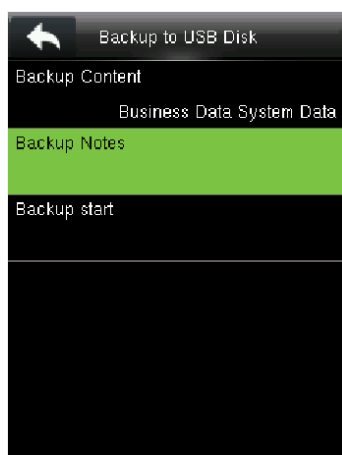 Backup to USB Disk
Backup Content
Business Data System Data
Backup Notes
Backup start